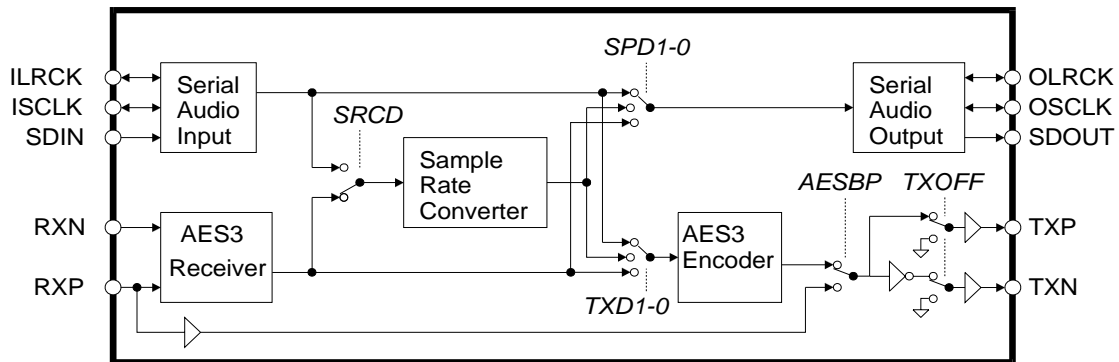 SPD1-0
ILRCK
ISCLK
SDIN
Serial
Audio
Input
SRCD
Serial
Audio
Output
OLRCK
OSCLK
SDOUT
Sample
Rate
Converter
AESBP
TXOFF
RXN
RXP
AES3
Receiver
AES3
Encoder
TXP
TXN
TXD1-0